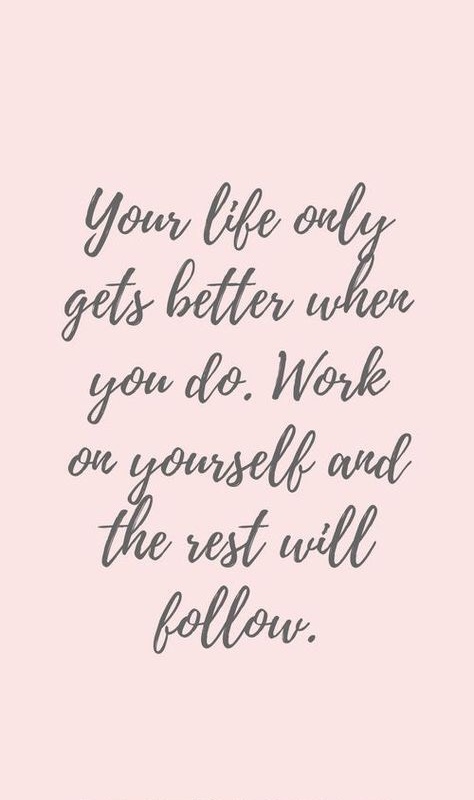 Your life only
gets better when
you do. Work
on yourself and
the rest will
follow.